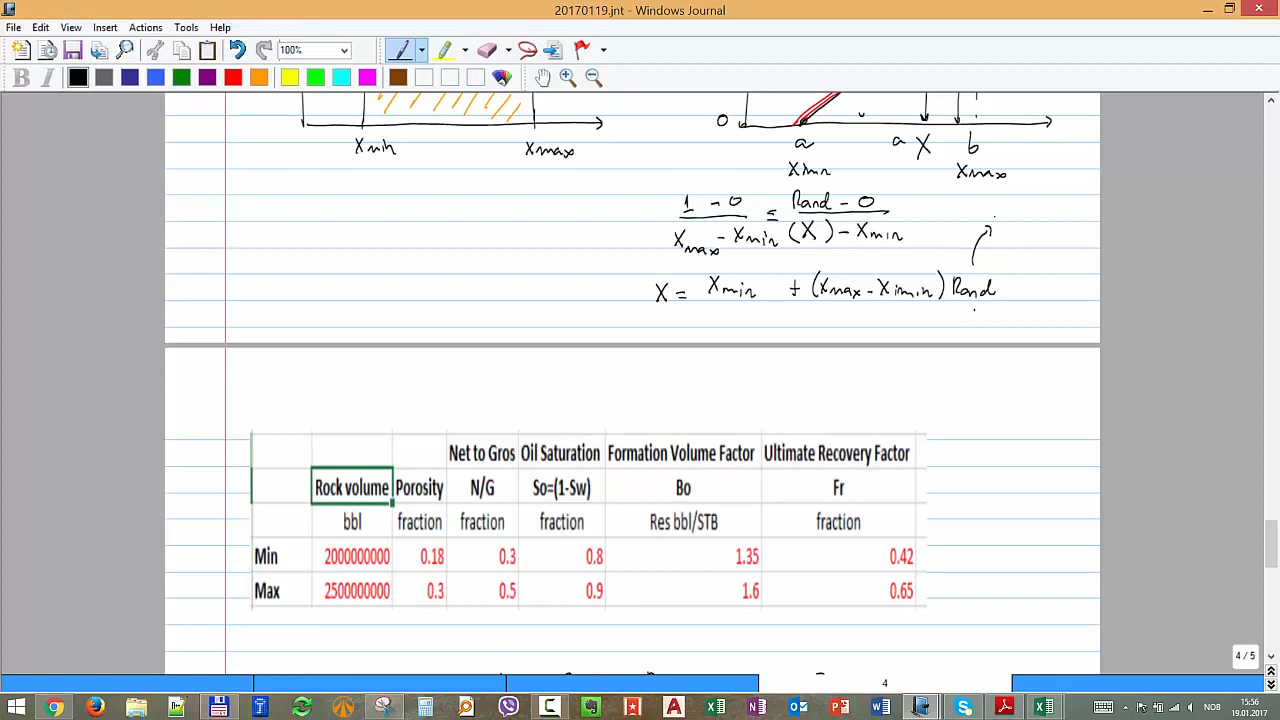 20170119.jnt - Windows Journal
File Edit View Insert Actions Tools Help
100%
B I
0
Xmin Xmax
a a X b
Xmin Xmax
1 - 0 = Rand - 0
Xmax - Xmin (X) - Xmin
X = Xmin + (Xmax - Ximin) Rand
Net to Gros Oil Saturation Formation Volume Factor Ultimate Recovery Factor
Rock volume Porosity N/G So=(1-Sw) Bo Fr
bbl fraction fraction fraction Res bbl/STB fraction
Min 2000000000 0.18 0.3 0.8 1.35 0.42
Max 2500000000 0.3 0.5 0.9 1.6 0.65
4/5
4
NOB 15:56
19.01.2017